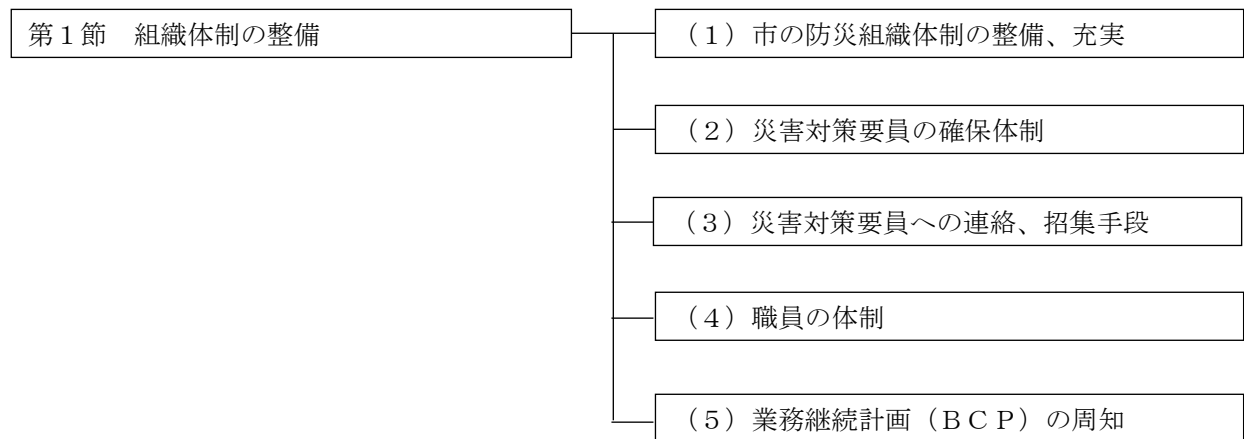 第１節　組織体制の整備
（１）市の防災組織体制の整備、充実
（２）災害対策要員の確保体制
（３）災害対策要員への連絡、招集手段
（４）職員の体制
（５）業務継続計画（ＢＣＰ）の周知